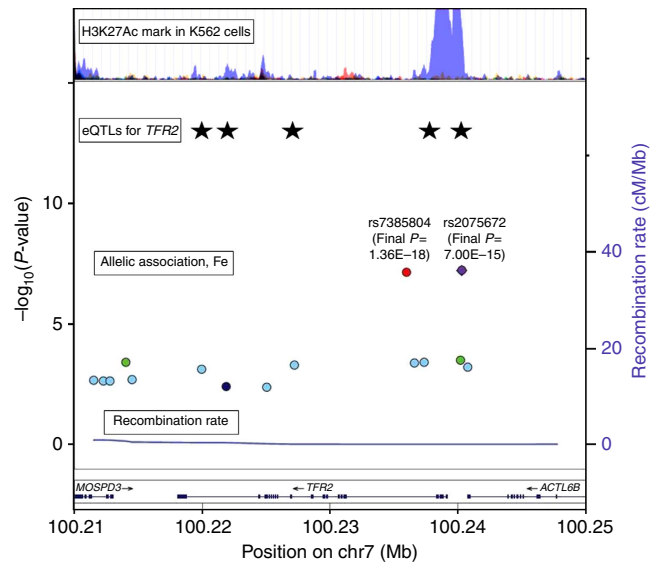 H3K27Ac mark in K562 cells
eQTLs for TFR2
–log10(P-value)
10
5
0
Recombination rate (cM/Mb)
40
20
0
rs7385804
(Final P=
1.36E–18)
rs2075672
(Final P=
7.00E–15)
Allelic association, Fe
Recombination rate
MOSPD3→
←TFR2
←ACTL6B
100.21 100.22 100.23 100.24 100.25
Position on chr7 (Mb)